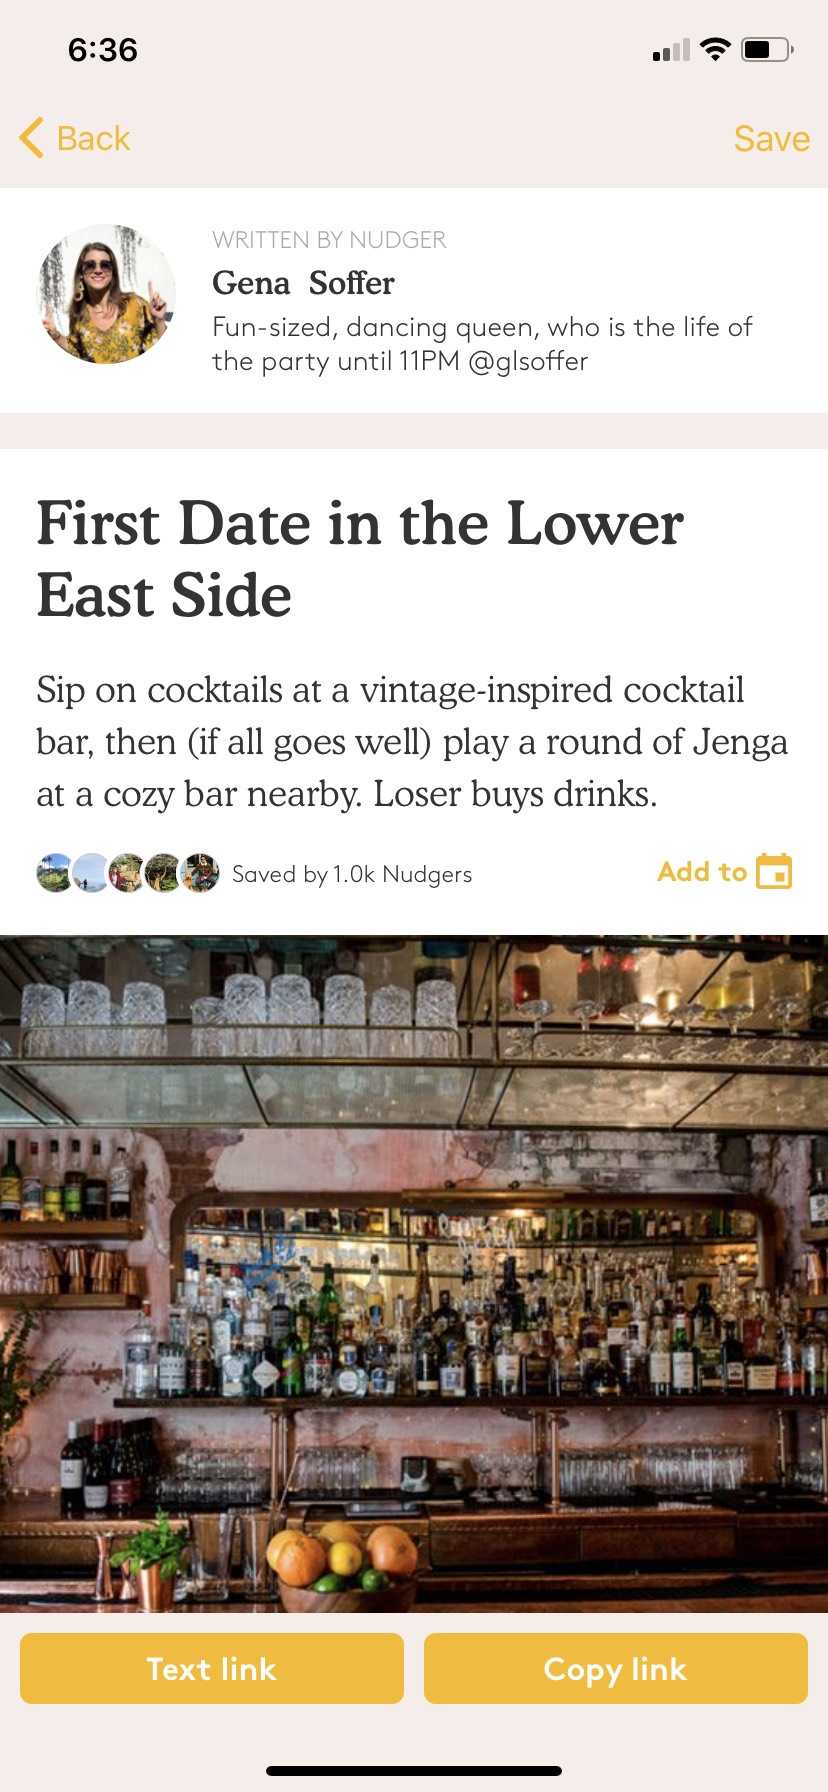 6:36
Back
Save
WRITTEN BY NUDGER
Gena Soffer
Fun-sized, dancing queen, who is the life of
the party until 11PM @glsoffer
First Date in the Lower
East Side
Sip on cocktails at a vintage-inspired cocktail
bar, then (if all goes well) play a round of Jenga
at a cozy bar nearby. Loser buys drinks.
Saved by 1.0k Nudgers
Add to
Text link
Copy link